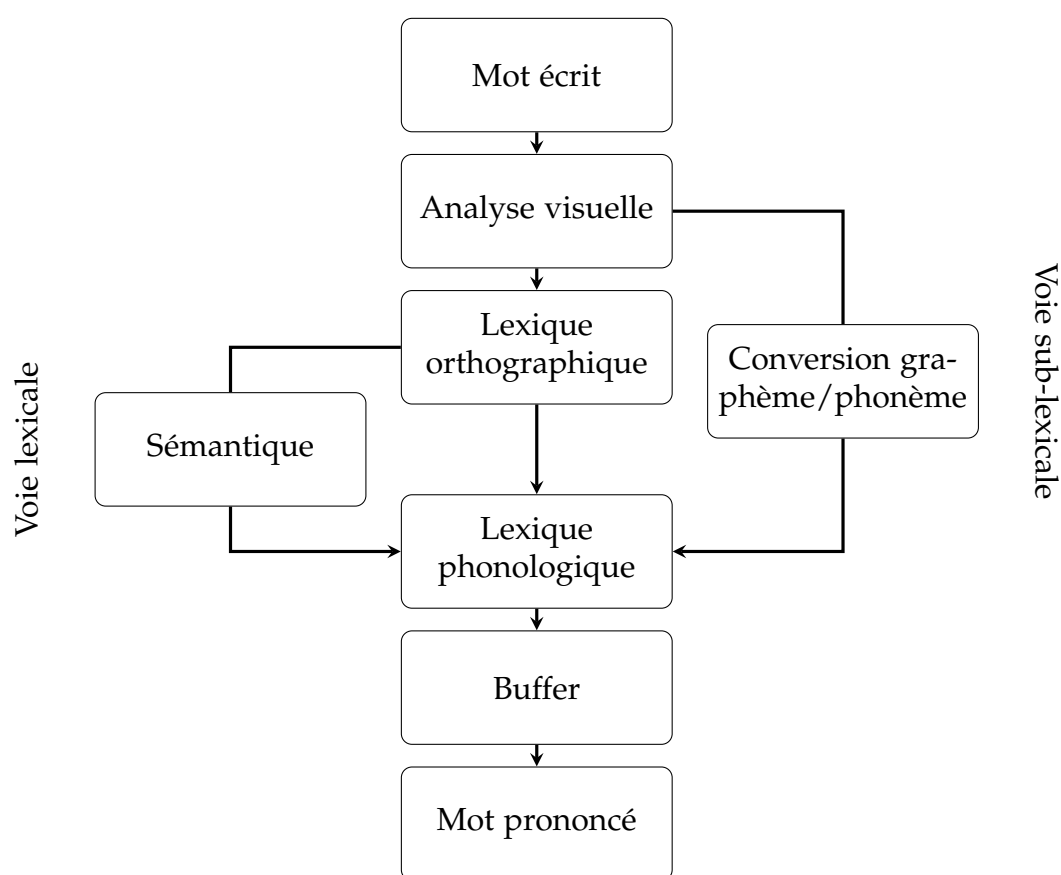 Mot écrit
Analyse visuelle
Lexique
orthographique
Conversion gra-
phème/phonème
Sémantique
Lexique
phonologique
Buffer
Mot prononcé
Voie lexicale
Voie sub-lexicale